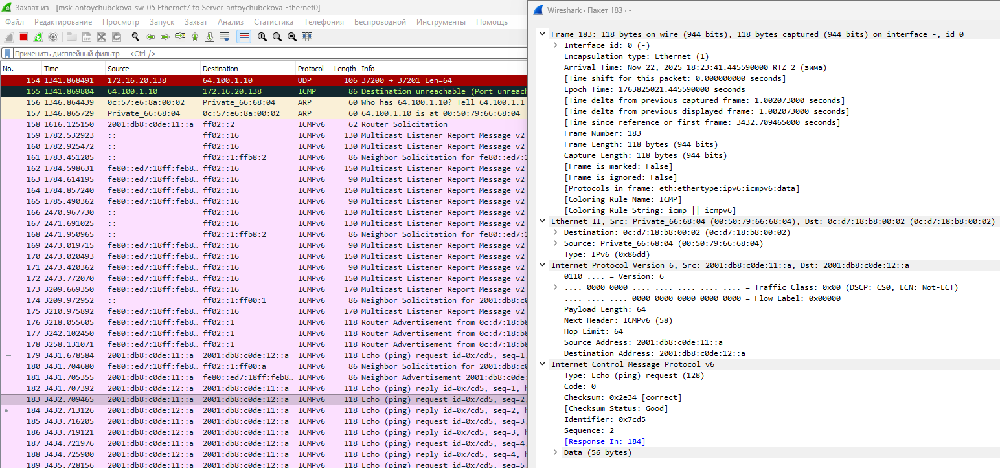 Захват из - [msk-antoychubekova-sw-05 Ethernet7 to Server-antoychubekova Ethernet0]
Файл Редактирование Просмотр Запуск Захват Анализ Статистика Телефония Беспроводной Инструменты Помощь
Применить дисплейный фильтр ... <Ctrl-/>
No. Time Source Destination Protocol Length Info
154 1341.868491 172.16.20.138 64.100.1.10 UDP 106 37200 → 37201 Len=64
155 1341.869804 64.100.1.10 172.16.20.138 ICMP 86 Destination unreachable (Port unreach
156 1346.864439 0c:57:e6:8a:00:02 Private_66:68:04 ARP 60 Who has 64.100.1.10? Tell 64.100.1.1
157 1346.865729 Private_66:68:04 0c:57:e6:8a:00:02 ARP 60 64.100.1.10 is at 00:50:79:66:68:04
158 1616.125150 2001:db8:c0de:11::a ff02::2 ICMPv6 62 Router Solicitation
159 1782.532923 :: ff02::16 ICMPv6 130 Multicast Listener Report Message v2
160 1782.925472 :: ff02::16 ICMPv6 130 Multicast Listener Report Message v2
161 1783.451205 :: ff02::1:ffb8:2 ICMPv6 86 Neighbor Solicitation for fe80::ed7:1
162 1784.598631 fe80::ed7:18ff:feb8… ff02::16 ICMPv6 150 Multicast Listener Report Message v2
163 1784.614195 fe80::ed7:18ff:feb8… ff02::16 ICMPv6 90 Multicast Listener Report Message v2
164 1784.857240 fe80::ed7:18ff:feb8… ff02::16 ICMPv6 150 Multicast Listener Report Message v2
165 1785.490362 fe80::ed7:18ff:feb8… ff02::16 ICMPv6 90 Multicast Listener Report Message v2
166 2470.967730 :: ff02::16 ICMPv6 130 Multicast Listener Report Message v2
167 2471.691025 :: ff02::16 ICMPv6 130 Multicast Listener Report Message v2
168 2471.950965 :: ff02::1:ffb8:2 ICMPv6 86 Neighbor Solicitation for fe80::ed7:1
169 2473.019715 fe80::ed7:18ff:feb8… ff02::16 ICMPv6 90 Multicast Listener Report Message v2
170 2473.020493 fe80::ed7:18ff:feb8… ff02::16 ICMPv6 150 Multicast Listener Report Message v2
171 2473.420362 fe80::ed7:18ff:feb8… ff02::16 ICMPv6 90 Multicast Listener Report Message v2
172 2473.772070 fe80::ed7:18ff:feb8… ff02::16 ICMPv6 150 Multicast Listener Report Message v2
173 3209.669350 fe80::ed7:18ff:feb8… ff02::16 ICMPv6 170 Multicast Listener Report Message v2
174 3209.972952 :: ff02::1:ff00:1 ICMPv6 86 Neighbor Solicitation for 2001:db8:c0
175 3210.975892 fe80::ed7:18ff:feb8… ff02::16 ICMPv6 170 Multicast Listener Report Message v2
176 3218.055605 fe80::ed7:18ff:feb8… ff02::1 ICMPv6 118 Router Advertisement from 0c:d7:18:b8
177 3242.102450 fe80::ed7:18ff:feb8… ff02::1 ICMPv6 118 Router Advertisement from 0c:d7:18:b8
178 3258.131071 fe80::ed7:18ff:feb8… ff02::1 ICMPv6 118 Router Advertisement from 0c:d7:18:b8
179 3431.678584 2001:db8:c0de:11::a 2001:db8:c0de:12::a ICMPv6 118 Echo (ping) request id=0x7cd5, seq=1,
180 3431.704680 fe80::ed7:18ff:feb8… ff02::1:ff00:a ICMPv6 86 Neighbor Solicitation for 2001:db8:c0
181 3431.705355 2001:db8:c0de:11::a fe80::ed7:18ff:feb8… ICMPv6 86 Neighbor Advertisement 2001:db8:c0de:
182 3431.707392 2001:db8:c0de:12::a 2001:db8:c0de:11::a ICMPv6 118 Echo (ping) reply id=0x7cd5, seq=1, h
183 3432.709465 2001:db8:c0de:11::a 2001:db8:c0de:12::a ICMPv6 118 Echo (ping) request id=0x7cd5, seq=2,
184 3432.713126 2001:db8:c0de:12::a 2001:db8:c0de:11::a ICMPv6 118 Echo (ping) reply id=0x7cd5, seq=2, h
185 3433.716205 2001:db8:c0de:11::a 2001:db8:c0de:12::a ICMPv6 118 Echo (ping) request id=0x7cd5, seq=3,
186 3433.719121 2001:db8:c0de:12::a 2001:db8:c0de:11::a ICMPv6 118 Echo (ping) reply id=0x7cd5, seq=3, h
187 3434.721976 2001:db8:c0de:11::a 2001:db8:c0de:12::a ICMPv6 118 Echo (ping) request id=0x7cd5, seq=4,
188 3434.725900 2001:db8:c0de:12::a 2001:db8:c0de:11::a ICMPv6 118 Echo (ping) reply id=0x7cd5, seq=4, h
189 3435.728156 2001:db8:c0de:11::a 2001:db8:c0de:12::a ICMPv6 118 Echo (ping) request id=0x7cd5, seq=5,
Wireshark · Пакет 183 · -
Frame 183: 118 bytes on wire (944 bits), 118 bytes captured (944 bits) on interface -, id 0
Interface id: 0 (-)
Encapsulation type: Ethernet (1)
Arrival Time: Nov 22, 2025 18:23:41.445590000 RTZ 2 (зима)
[Time shift for this packet: 0.000000000 seconds]
Epoch Time: 1763825021.445590000 seconds
[Time delta from previous captured frame: 1.002073000 seconds]
[Time delta from previous displayed frame: 1.002073000 seconds]
[Time since reference or first frame: 3432.709465000 seconds]
Frame Number: 183
Frame Length: 118 bytes (944 bits)
Capture Length: 118 bytes (944 bits)
[Frame is marked: False]
[Frame is ignored: False]
[Protocols in frame: eth:ethertype:ipv6:icmpv6:data]
[Coloring Rule Name: ICMP]
[Coloring Rule String: icmp || icmpv6]
Ethernet II, Src: Private_66:68:04 (00:50:79:66:68:04), Dst: 0c:d7:18:b8:00:02 (0c:d7:18:b8:00:02)
Destination: 0c:d7:18:b8:00:02 (0c:d7:18:b8:00:02)
Source: Private_66:68:04 (00:50:79:66:68:04)
Type: IPv6 (0x86dd)
Internet Protocol Version 6, Src: 2001:db8:c0de:11::a, Dst: 2001:db8:c0de:12::a
0110 .... = Version: 6
.... 0000 0000 .... .... .... .... .... = Traffic Class: 0x00 (DSCP: CS0, ECN: Not-ECT)
.... .... .... 0000 0000 0000 0000 0000 = Flow Label: 0x00000
Payload Length: 64
Next Header: ICMPv6 (58)
Hop Limit: 64
Source Address: 2001:db8:c0de:11::a
Destination Address: 2001:db8:c0de:12::a
Internet Control Message Protocol v6
Type: Echo (ping) request (128)
Code: 0
Checksum: 0x2e34 [correct]
[Checksum Status: Good]
Identifier: 0x7cd5
Sequence: 2
[Response In: 184]
Data (56 bytes)